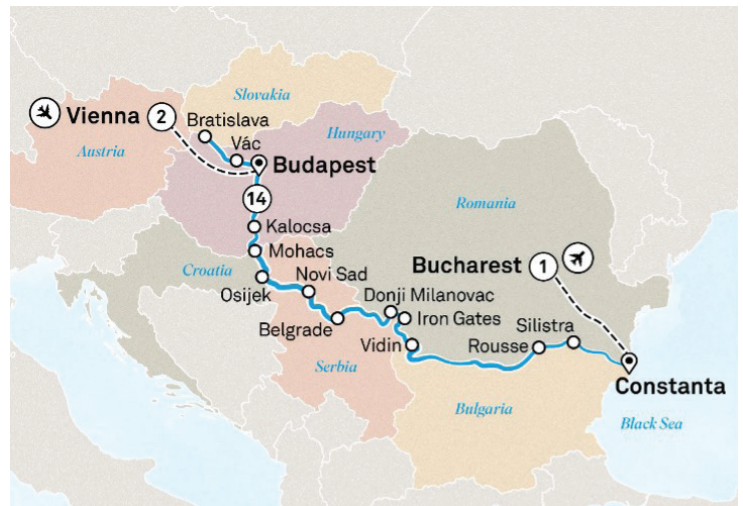 Slovakia
Vienna 2
Bratislava
Hungary
Austria
Vác
Budapest
14
Romania
Kalocsa
Mohacs
Croatia
Novi Sad
Bucharest 1
Osijek
Donji Milanovac
Iron Gates
Belgrade
Silistra
Vidin
Rousse
Serbia
Constanta
Bulgaria
Black Sea